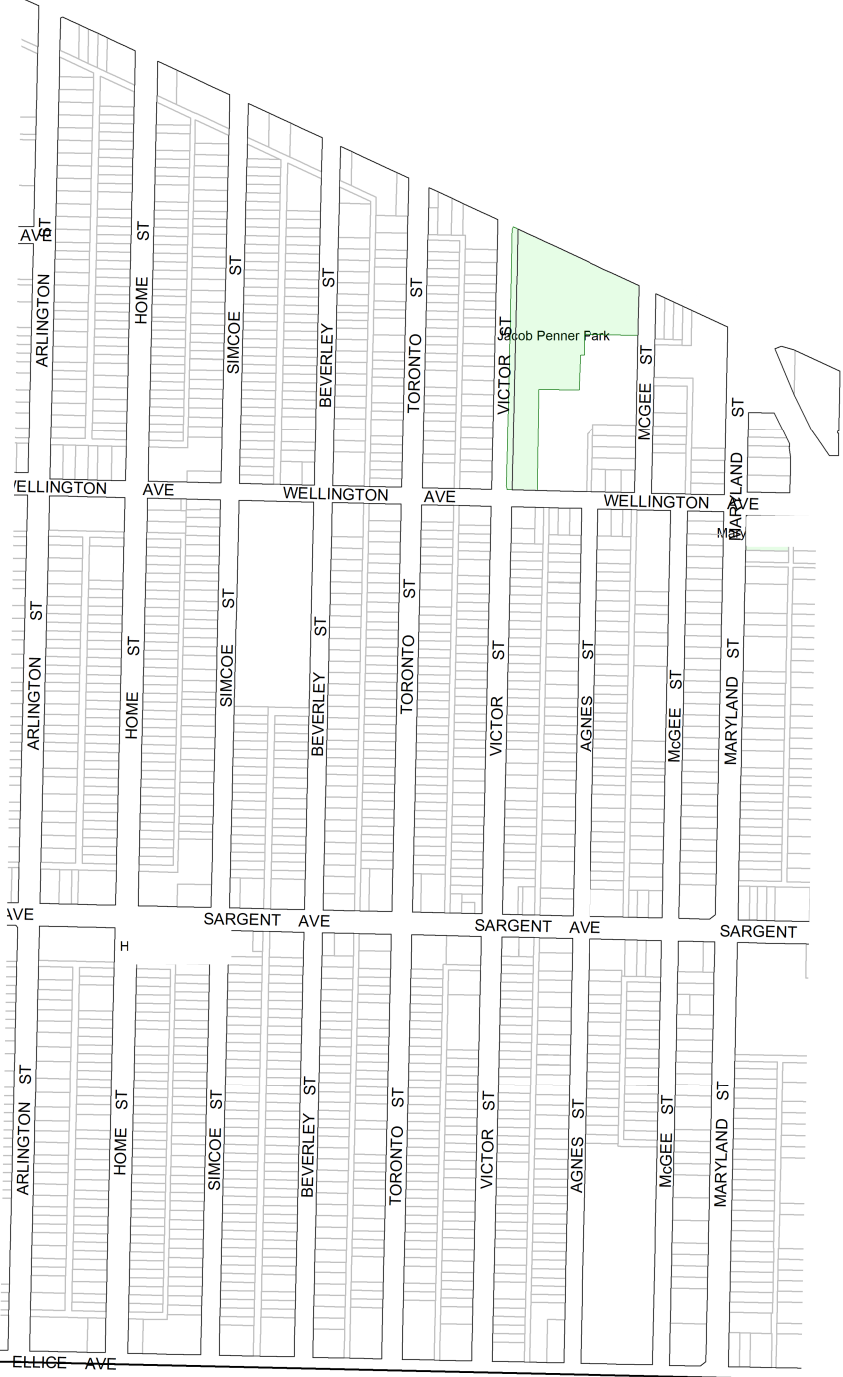 AVE
ST
ARLINGTON
HOME ST
SIMCOE ST
BEVERLEY ST
TORONTO ST
VICTOR ST
Jacob Penner Park
MCGEE ST
MARYLAND ST
WELLINGTON AVE
WELLINGTON AVE
WELLINGTON AVE
Mary
ARLINGTON ST
HOME ST
SIMCOE ST
BEVERLEY ST
TORONTO ST
VICTOR ST
AGNES ST
McGEE ST
MARYLAND ST
AVE
SARGENT AVE
SARGENT AVE
SARGENT
H
ARLINGTON ST
HOME ST
SIMCOE ST
BEVERLEY ST
TORONTO ST
VICTOR ST
AGNES ST
McGEE ST
MARYLAND ST
ELLICE AVE